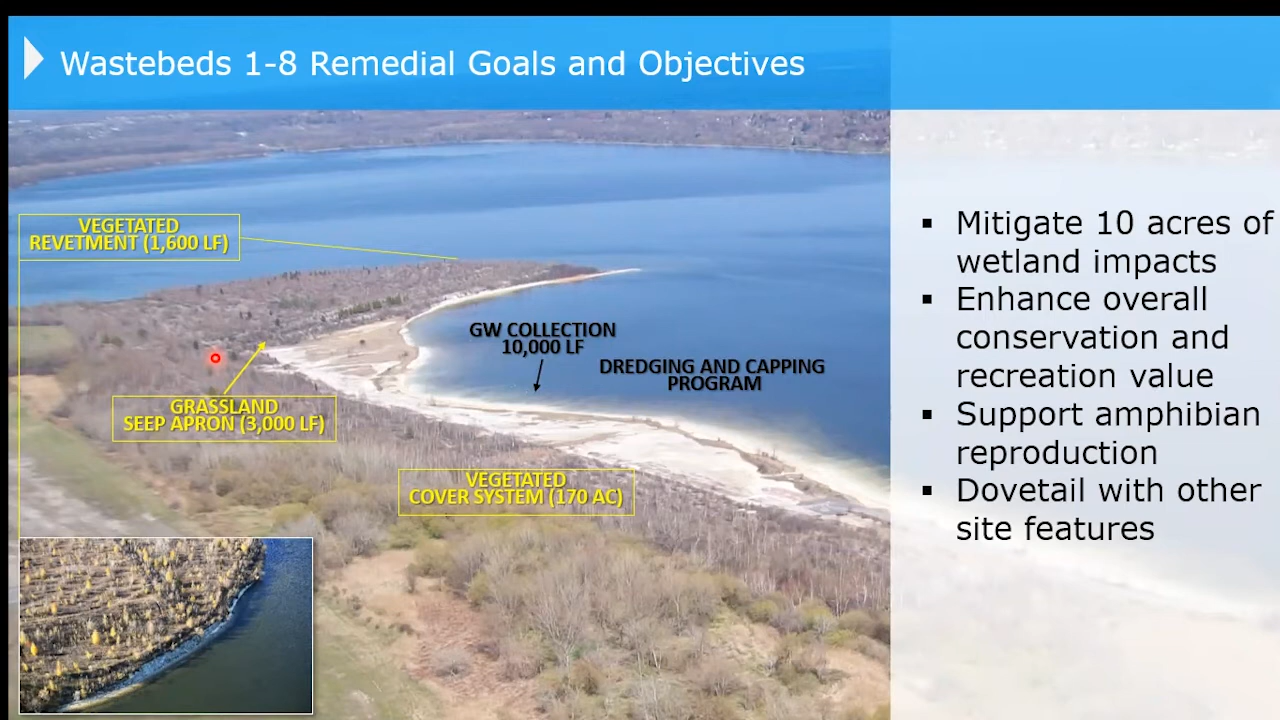 Wastebeds 1-8 Remedial Goals and Objectives
VEGETATED
REVETMENT (1,600 LF)
GW COLLECTION
10,000 LF
DREDGING AND CAPPING
PROGRAM
GRASSLAND
SEEP APRON (3,000 LF)
VEGETATED
COVER SYSTEM (170 AC)
▪ Mitigate 10 acres of
wetland impacts
▪ Enhance overall
conservation and
recreation value
▪ Support amphibian
reproduction
▪ Dovetail with other
site features